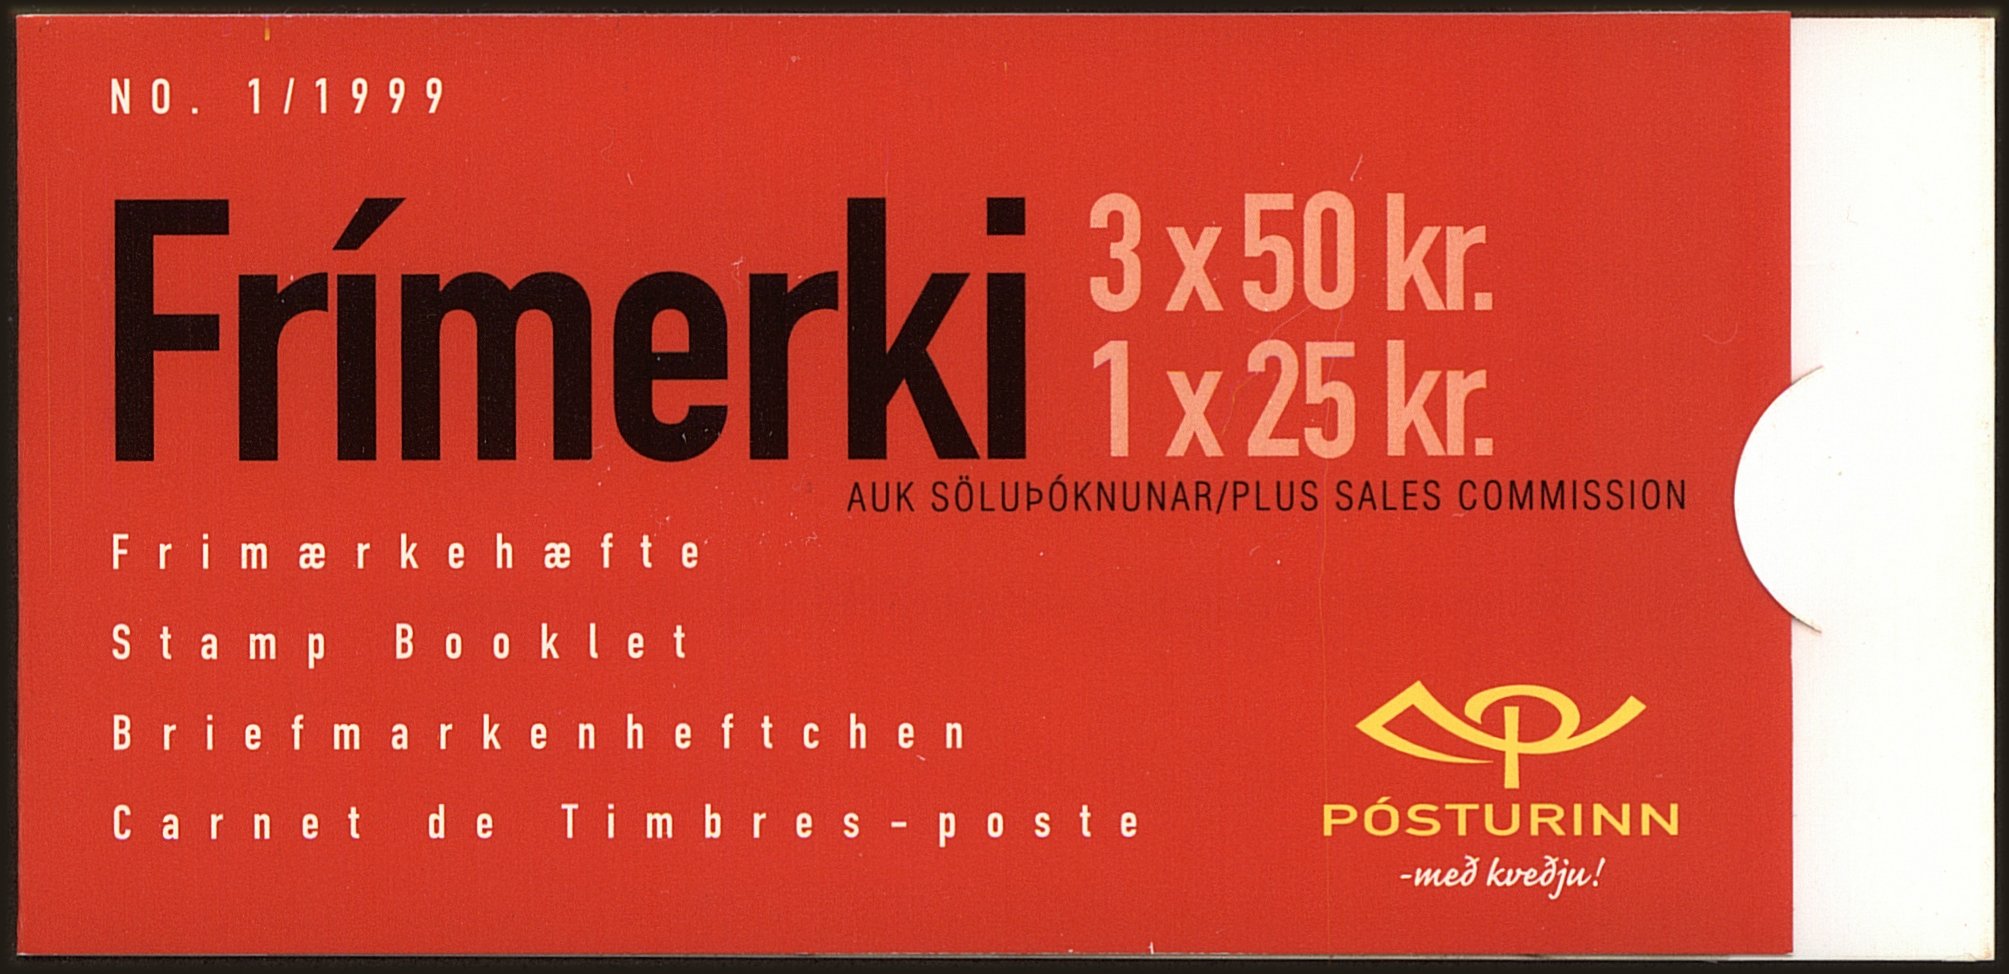 NO. 1/1999
Frímerki
3 x 50 kr.
1 x 25 kr.
AUK SÖLUÞÓKNUNAR/PLUS SALES COMMISSION
Frimærkehæfte
Stamp Booklet
Briefmarkenheftchen
Carnet de Timbres-poste
PÓSTURINN
-með kveðju!